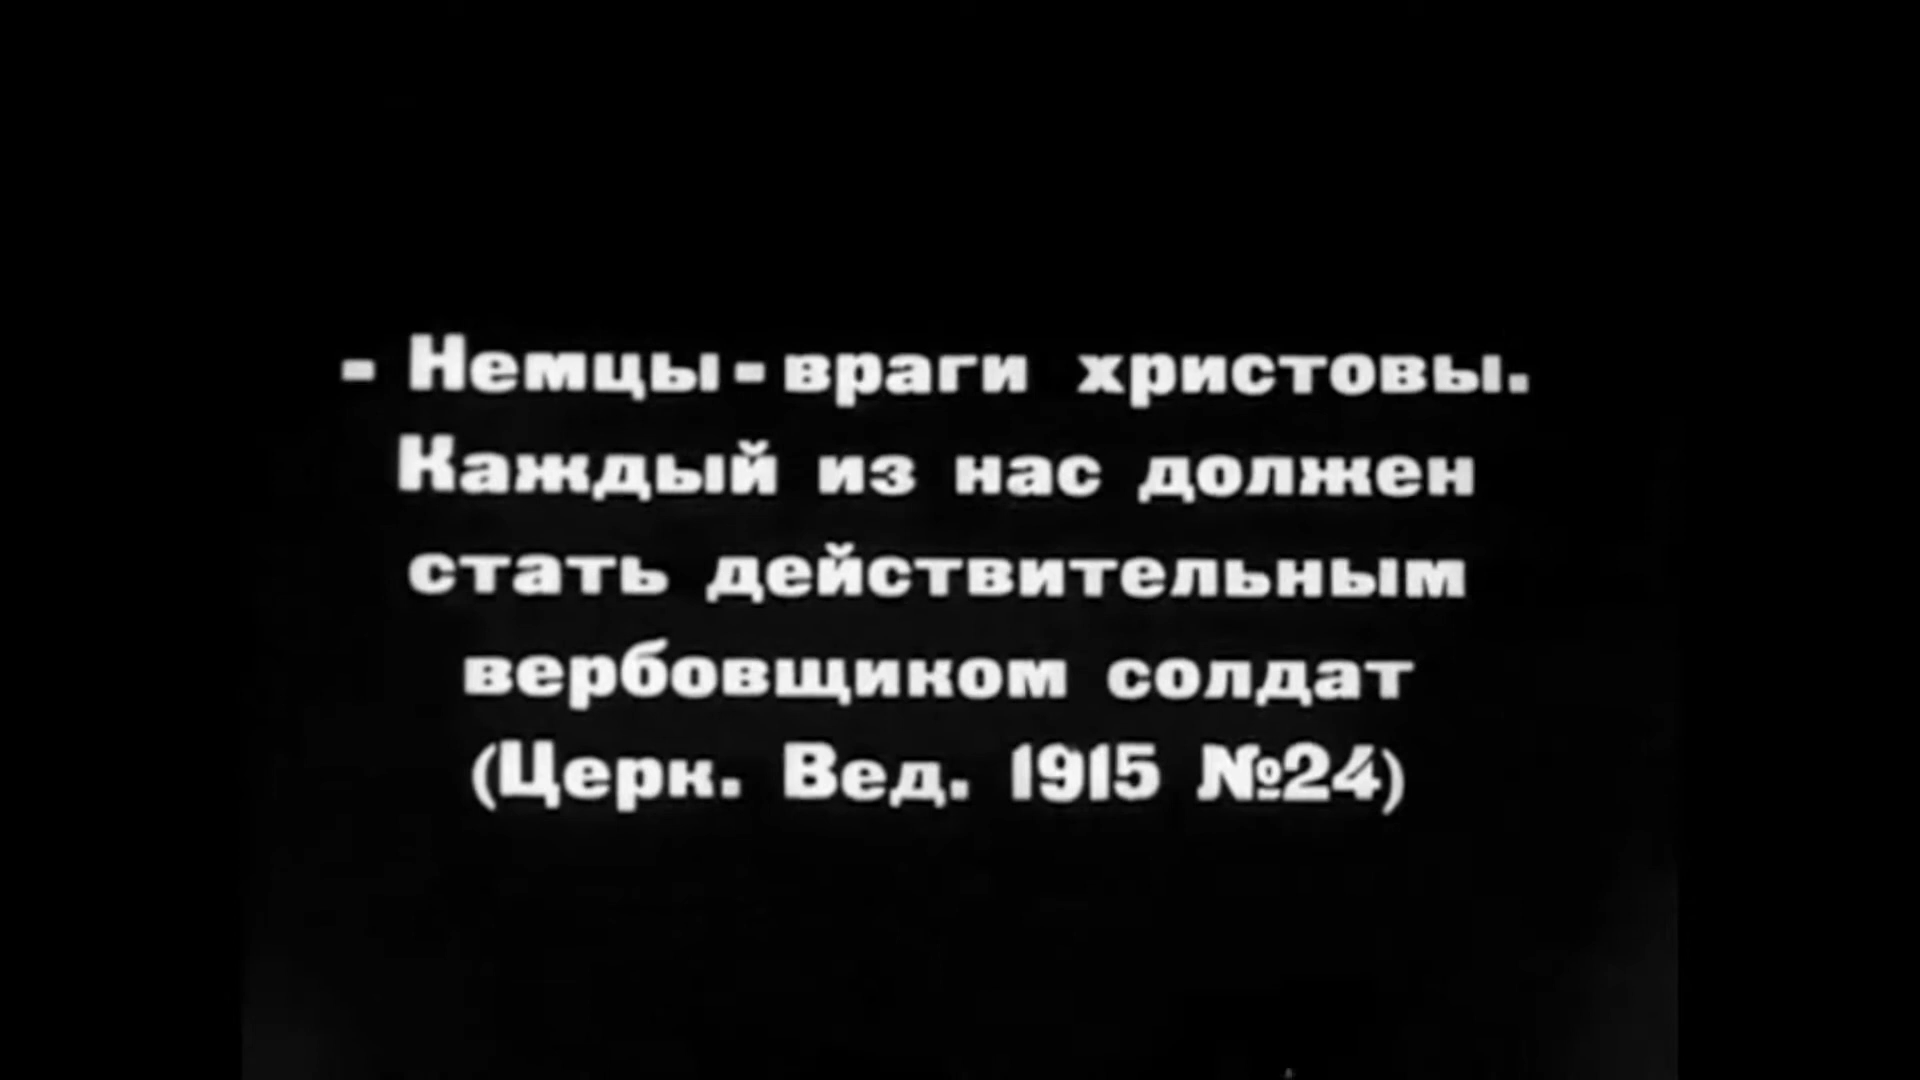 - Немцы - враги христовы.
Каждый из нас должен
стать действительным
вербовщиком солдат
(Церк. Вед. 1915 №24)